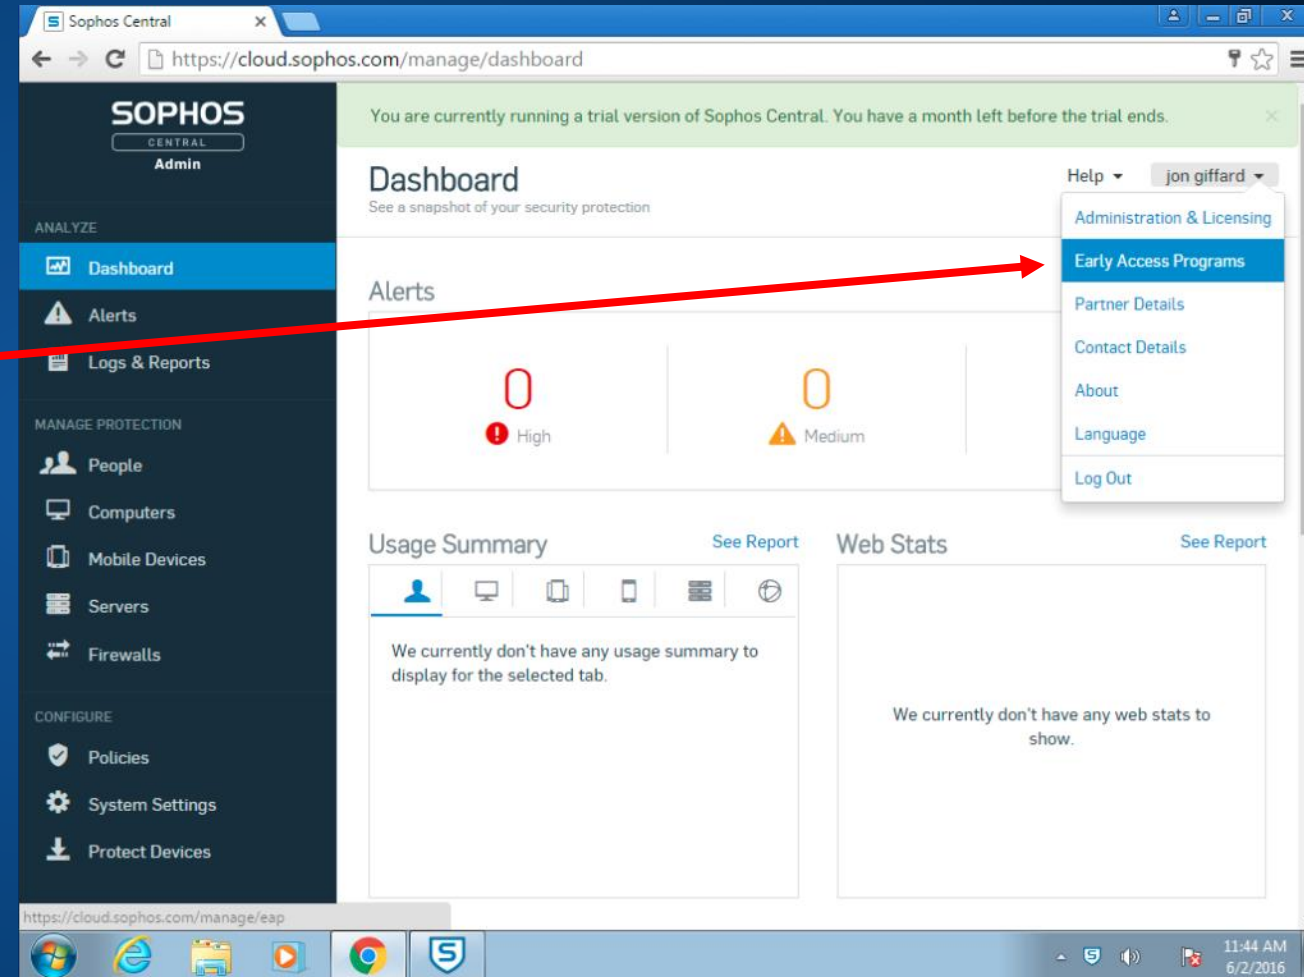 Sophos Central
https://cloud.sophos.com/manage/dashboard
SOPHOS
CENTRAL
Admin
You are currently running a trial version of Sophos Central. You have a month left before the trial ends.
Dashboard
See a snapshot of your security protection
Help
jon giffard
Administration & Licensing
Early Access Programs
Partner Details
Contact Details
About
Language
Log Out
ANALYZE
Dashboard
Alerts
Logs & Reports
MANAGE PROTECTION
People
Computers
Mobile Devices
Servers
Firewalls
CONFIGURE
Policies
System Settings
Protect Devices
Alerts
0
High
0
Medium
Usage Summary
See Report
We currently don't have any usage summary to
display for the selected tab.
Web Stats
See Report
We currently don't have any web stats to
show.
https://cloud.sophos.com/manage/eap
11:44 AM
6/2/2016